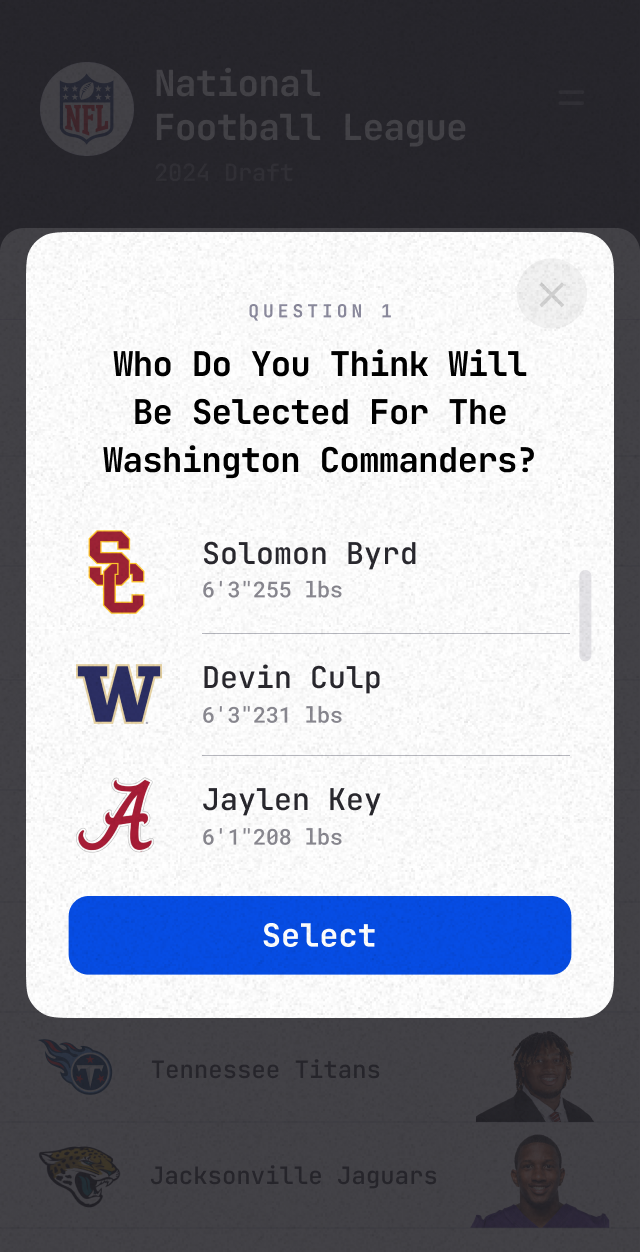 NFL
National
Football League
2024 Draft
QUESTION 1
Who Do You Think Will
Be Selected For The
Washington Commanders?
SC
Solomon Byrd
6'3"255 lbs
W
Devin Culp
6'3"231 lbs
A
Jaylen Key
6'1"208 lbs
Select
T
Tennessee Titans
Jacksonville Jaguars